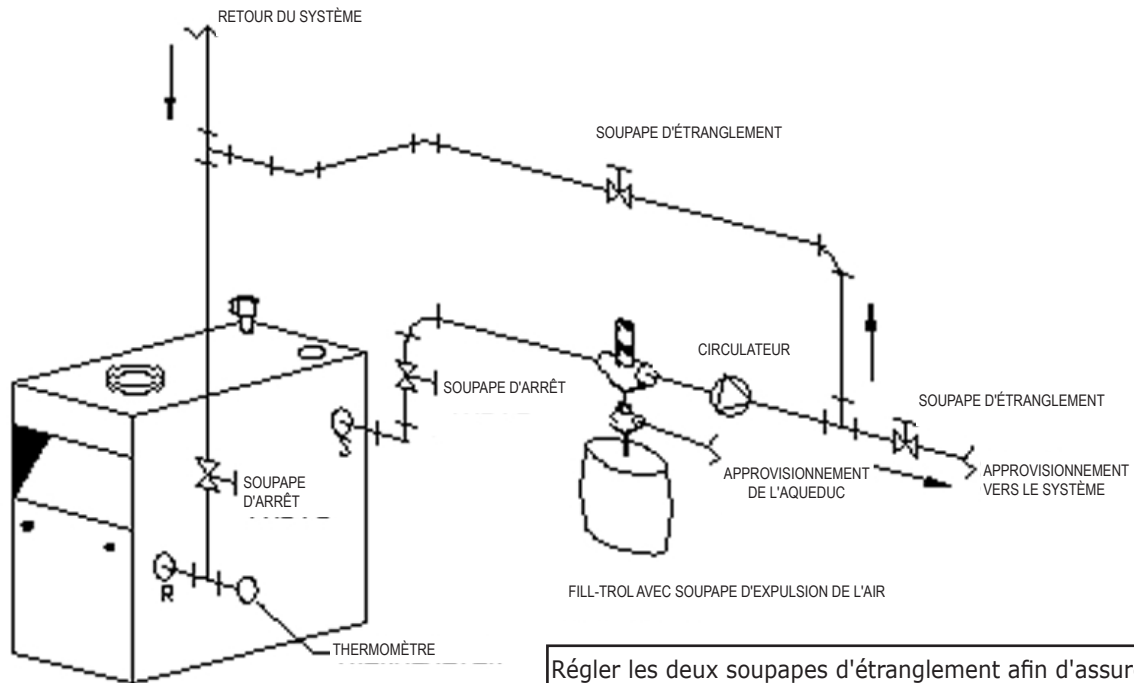 RETOUR DU SYSTÈME
SOUPAPE D'ÉTRANGLEMENT
CIRCULATEUR
SOUPAPE D'ARRÊT
SOUPAPE D'ÉTRANGLEMENT
S
SOUPAPE
D'ARRÊT
APPROVISIONNEMENT
DE L'AQUEDUC
APPROVISIONNEMENT
VERS LE SYSTÈME
R
FILL-TROL AVEC SOUPAPE D'EXPULSION DE L'AIR
THERMOMÈTRE
Régler les deux soupapes d'étranglement afin d'assur